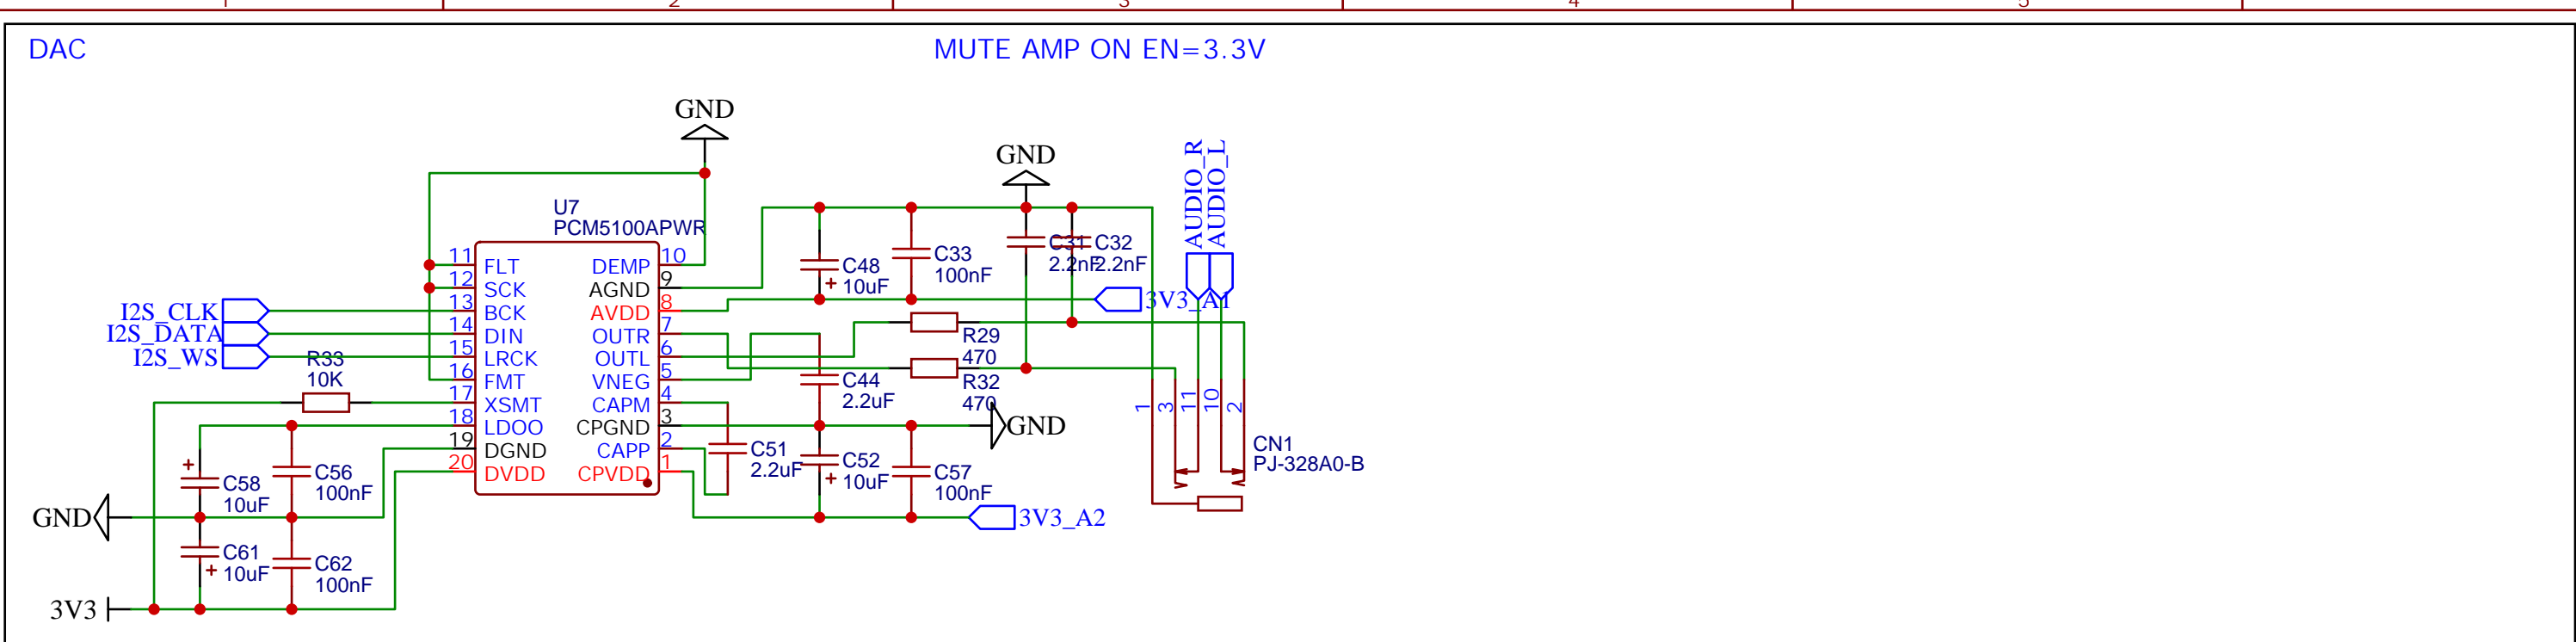 1 2 3 4 5
DAC
MUTE AMP ON EN=3.3V
GND
GND
AUDIO_R
AUDIO_L
U7
PCM5100APWR
11 FLT
12 SCK
13 BCK
14 DIN
15 LRCK
16 FMT
17 XSMT
18 LDOO
19 DGND
20 DVDD
DEMP 10
AGND 9
AVDD 8
OUTR 7
OUTL 6
VNEG 5
CAPM 4
CPGND 3
CAPP 2
CPVDD 1
I2S_CLK
I2S_DATA
I2S_WS
R33
10K
C48
+ 10uF
C33
100nF
C31
2.2nF
C32
2.2nF
3V3_A1
R29
470
R32
470
C44
2.2uF
GND
C51
2.2uF
C52
+ 10uF
C57
100nF
3V3_A2
1 3 11 10 2
CN1
PJ-328A0-B
+
C58
10uF
C56
100nF
GND
C61
+ 10uF
C62
100nF
3V3